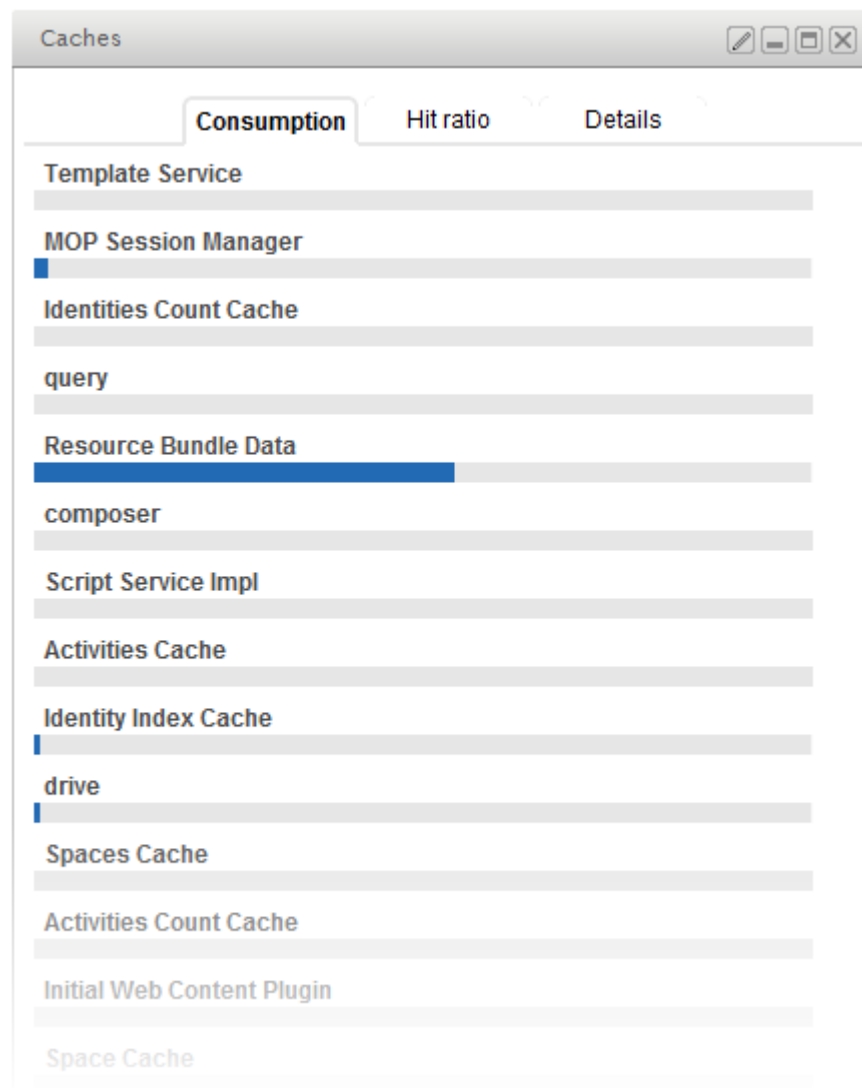 Caches
Consumption Hit ratio Details
Template Service
MOP Session Manager
Identities Count Cache
query
Resource Bundle Data
composer
Script Service Impl
Activities Cache
Identity Index Cache
drive
Spaces Cache
Activities Count Cache
Initial Web Content Plugin
Space Cache